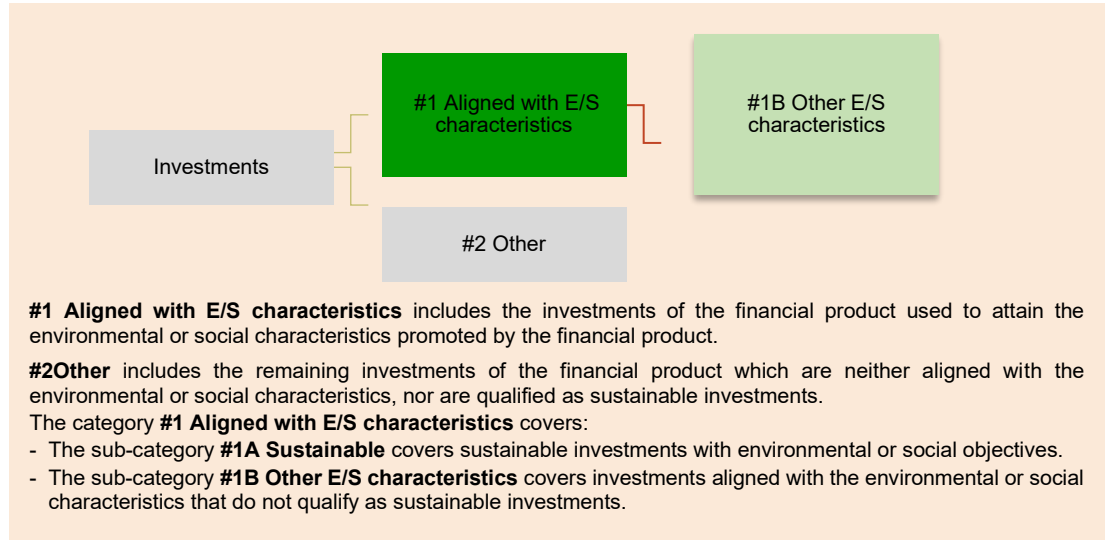 #1 Aligned with E/S
characteristics
#1B Other E/S
characteristics
Investments
#2 Other
#1 Aligned with E/S characteristics includes the investments of the financial product used to attain the
environmental or social characteristics promoted by the financial product.
#2Other includes the remaining investments of the financial product which are neither aligned with the
environmental or social characteristics, nor are qualified as sustainable investments.
The category #1 Aligned with E/S characteristics covers:
- The sub-category #1A Sustainable covers sustainable investments with environmental or social objectives.
- The sub-category #1B Other E/S characteristics covers investments aligned with the environmental or social
characteristics that do not qualify as sustainable investments.